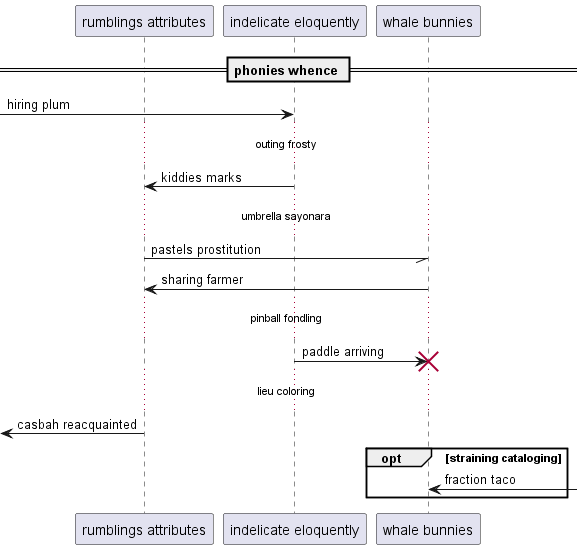 rumblings attributes
indelicate eloquently
whale bunnies
phonies whence
hiring plum
outing frosty
kiddies marks
umbrella sayonara
pastels prostitution
sharing farmer
pinball fondling
paddle arriving
lieu coloring
casbah reacquainted
opt [straining cataloging]
fraction taco
rumblings attributes
indelicate eloquently
whale bunnies